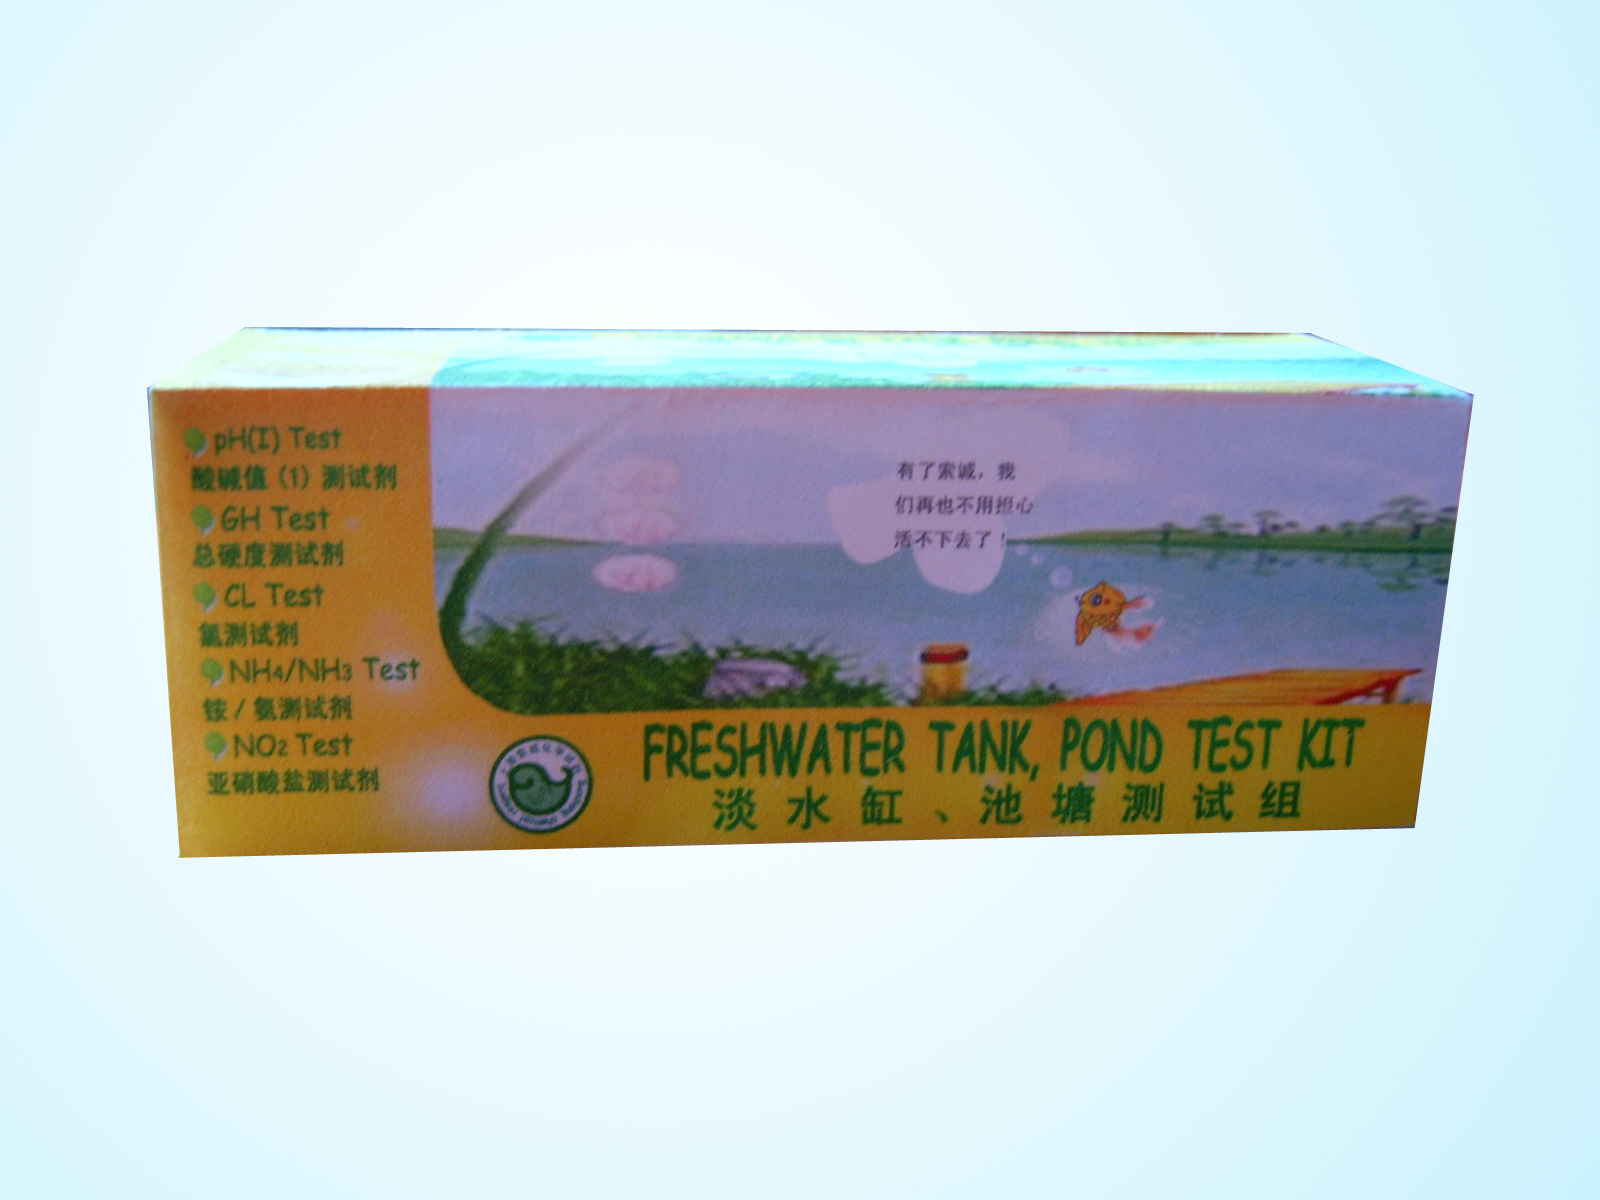 pH(I) Test
酸碱值 (1) 测试剂
GH Test
总硬度测试剂
CL Test
氯测试剂
NH4/NH3 Test
铵 / 氨测试剂
NO2 Test
亚硝酸盐测试剂
有了索诚，我
们再也不用担心
活不下去了！
FRESHWATER TANK, POND TEST KIT
淡水缸、池塘测试组